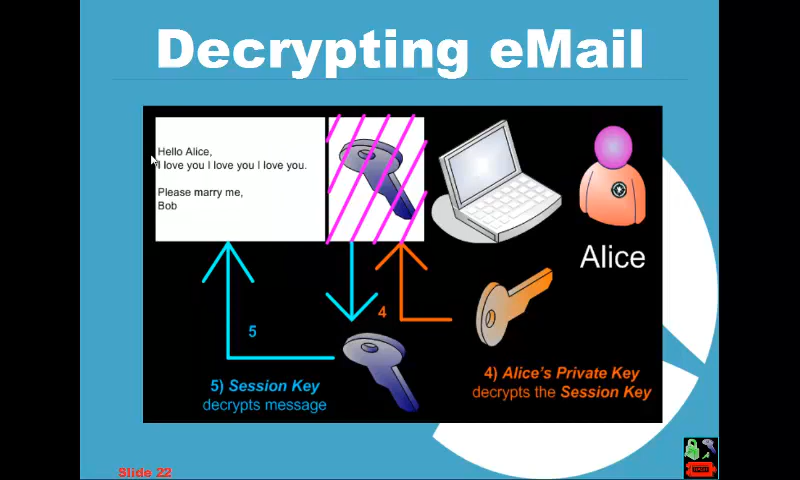 Decrypting eMail
Hello Alice,
I love you I love you I love you.
Please marry me,
Bob
Alice
4
5
4) Alice's Private Key
decrypts the Session Key
5) Session Key
decrypts message
Slide 22